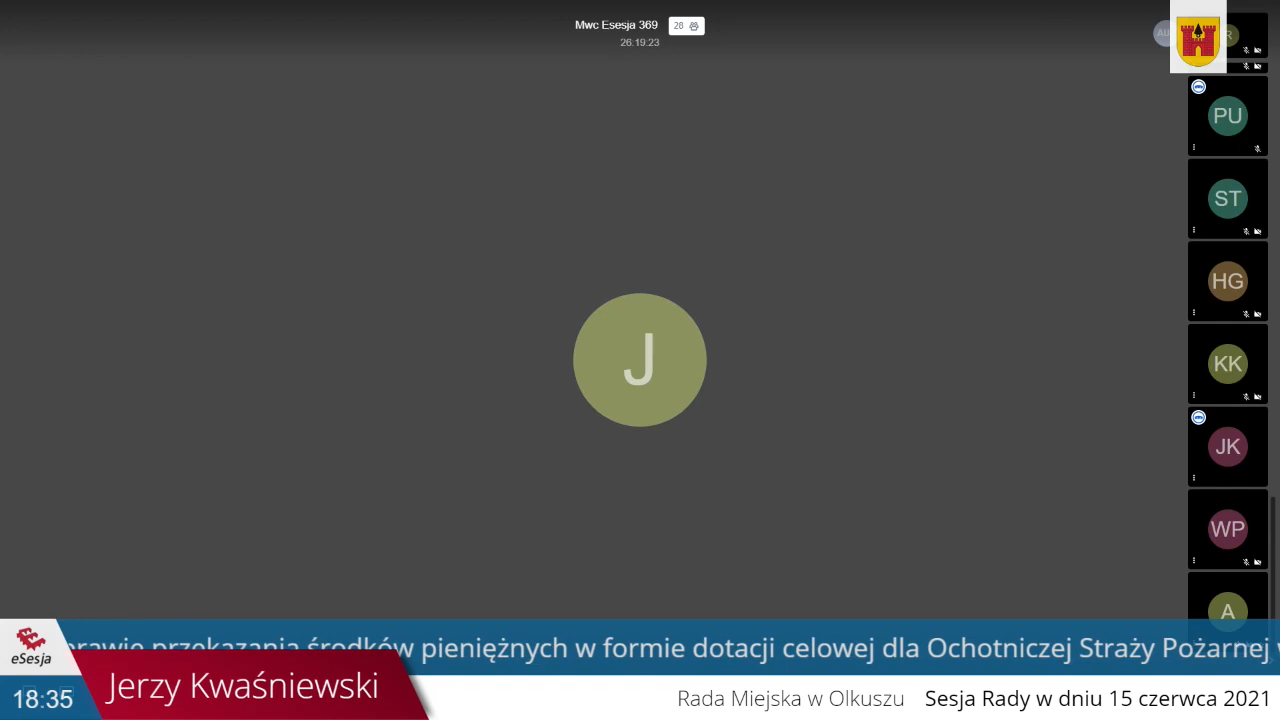 Mwc Esesja 369 28
26:19:23
AU R
PU
ST
HG
KK
JK
WP
A
J
przekazania środków pieniężnych w formie dotacji celowej dla Ochotniczej Straży Pożarnej
eSesja
Jerzy Kwaśniewski
18:35
Rada Miejska w Olkuszu Sesja Rady w dniu 15 czerwca 2021